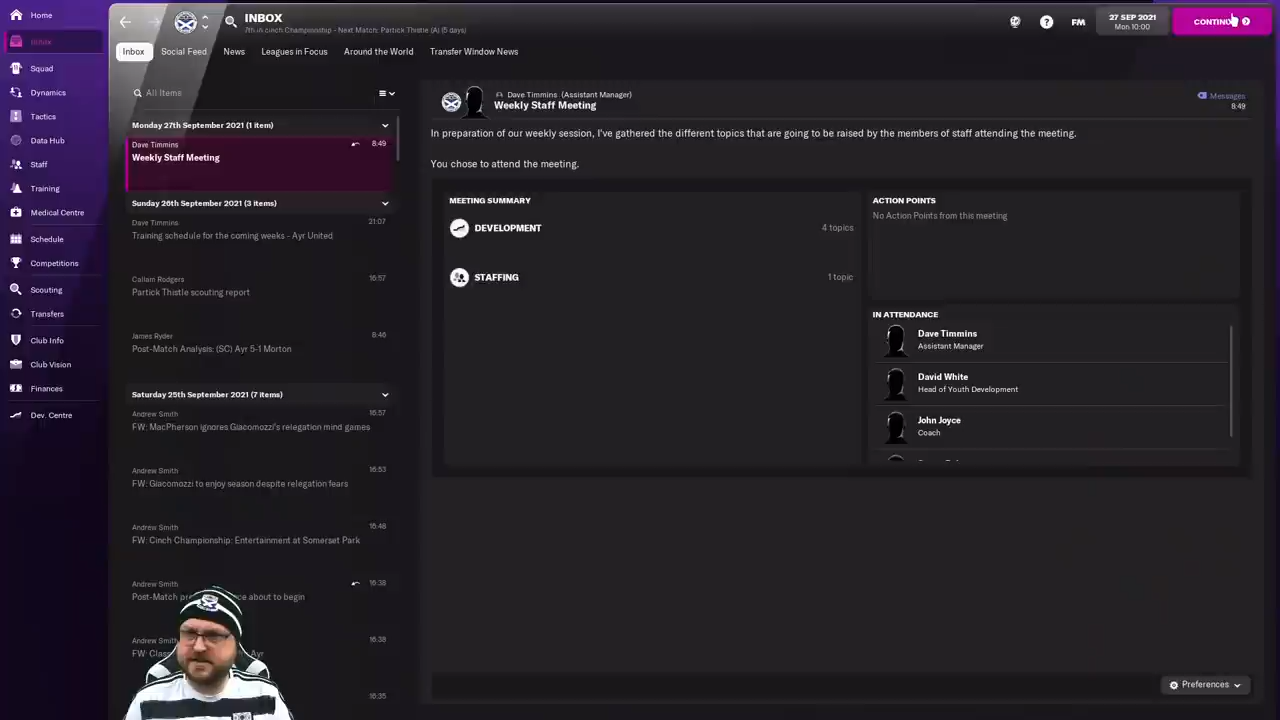 Home
Inbox
Squad
Dynamics
Tactics
Data Hub
Staff
Training
Medical Centre
Schedule
Competitions
Scouting
Transfers
Club Info
Club Vision
Finances
Dev. Centre
INBOX
7th in cinch Championship - Next Match: Partick Thistle (A) (5 days)
FM
27 SEP 2021
Mon 10:00
CONTINUE
Inbox
Social Feed
News
Leagues in Focus
Around the World
Transfer Window News
All Items
Monday 27th September 2021 (1 item)
Dave Timmins
8:49
Weekly Staff Meeting
Sunday 26th September 2021 (3 items)
Dave Timmins
21:07
Training schedule for the coming weeks - Ayr United
Callam Rodgers
16:57
Partick Thistle scouting report
James Ryder
8:46
Post-Match Analysis: (SC) Ayr 5-1 Morton
Saturday 25th September 2021 (7 items)
Andrew Smith
16:57
FW: MacPherson ignores Giacomozzi's relegation mind games
Andrew Smith
16:53
FW: Giacomozzi to enjoy season despite relegation fears
Andrew Smith
16:48
FW: Cinch Championship: Entertainment at Somerset Park
Andrew Smith
16:38
Post-Match about to begin
Andrew Smith
16:38
FW: Ayr
16:35
Dave Timmins (Assistant Manager)
Weekly Staff Meeting
Messages
8:49
In preparation of our weekly session, I've gathered the different topics that are going to be raised by the members of staff attending the meeting.
You chose to attend the meeting.
MEETING SUMMARY
DEVELOPMENT
4 topics
STAFFING
1 topic
ACTION POINTS
No Action Points from this meeting
IN ATTENDANCE
Dave Timmins
Assistant Manager
David White
Head of Youth Development
John Joyce
Coach
Preferences